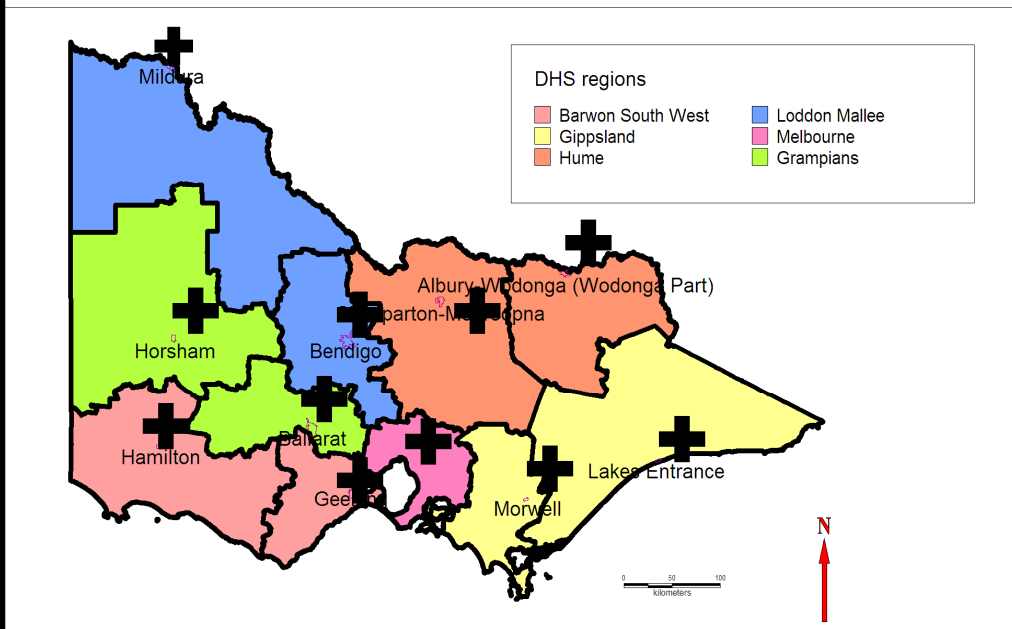 Mildura
DHS regions
Barwon South West
Gippsland
Hume
Loddon Mallee
Melbourne
Grampians
Albury-Wodonga (Wodonga Part)
Horsham
Bendigo
Ballarat
Hamilton
Lakes Entrance
Geelong
Morwell
N
0 50 100
kilometers